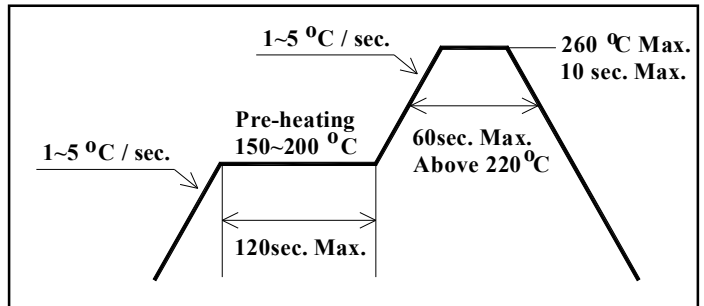 1~5 °C / sec.
260 °C Max.
10 sec. Max.
Pre-heating
150~200 °C
60sec. Max.
Above 220°C
1~5 °C / sec.
120sec. Max.